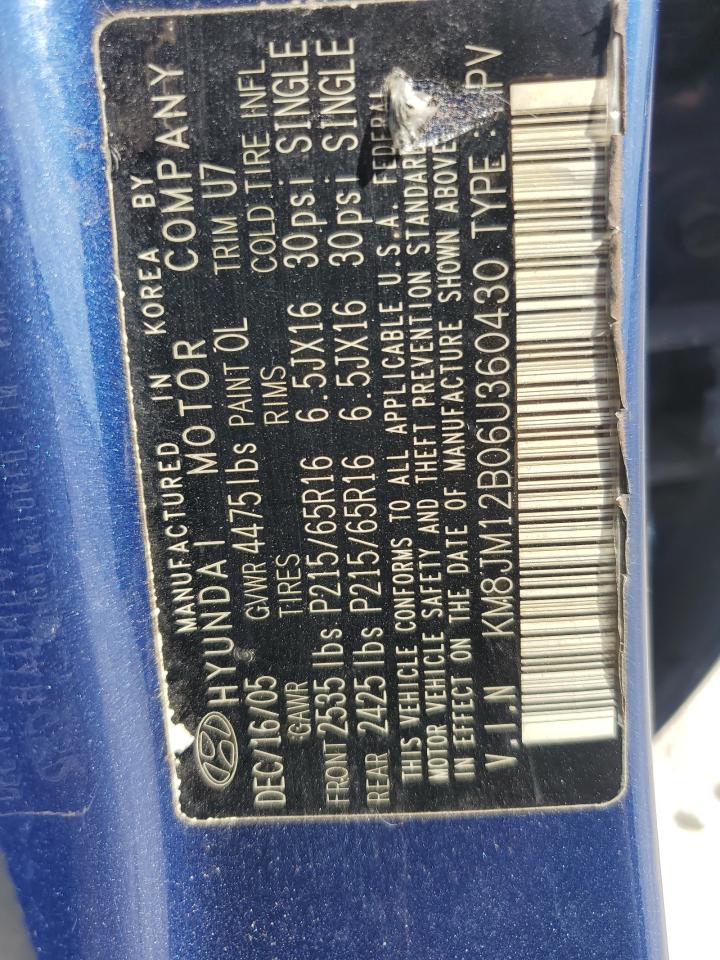 MANUFACTURED IN KOREA BY
HYUNDAI MOTOR COMPANY
DEC/16/05 GVWR 4475 lbs PAINT OL TRIM U7
GAWR TIRES RIMS COLD TIRE INFL
FRONT 2535 lbs P215/65R16 6.5JX16 30psi SINGLE
REAR 2425 lbs P215/65R16 6.5JX16 30psi SINGLE
THIS VEHICLE CONFORMS TO ALL APPLICABLE U.S.A. FEDERAL
MOTOR VEHICLE SAFETY AND THEFT PREVENTION STANDARD
IN EFFECT ON THE DATE OF MANUFACTURE SHOWN ABOVE
V.I.N KM8JM12B06U360430 TYPE :